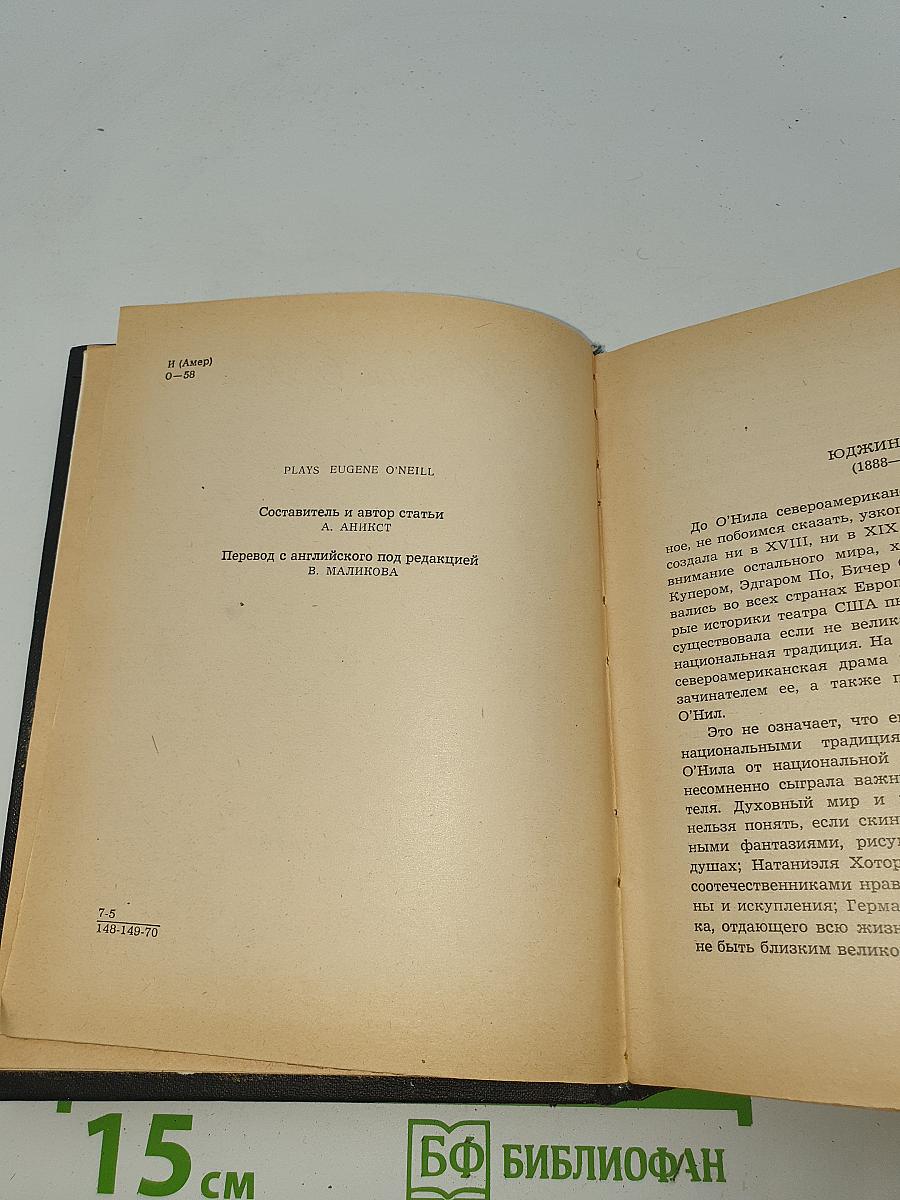 И (Амер)
О—58
PLAYS EUGENE O'NEILL
Составитель и автор статьи
А. АНИКСТ
Перевод с английского под редакцией
В. МАЛИКОВА
7-5
148-149-70
ЮДЖИН
(1888—
До О'Нила североамерикан
ное, не побоимся сказать, узког
создала ни в XVIII, ни в XIX
внимание остального мира, х
Купером, Эдгаром По, Бичер
вались во всех странах Европ
рые историки театра США пы
существовала если не велика
национальная традиция. На
североамериканская драма
зачинателем ее, а также п
О'Нил.
Это не означает, что е
национальными традиция
О'Нила от национальной
несомненно сыграла важн
теля. Духовный мир и
нельзя понять, если скин
ными фантазиями, рису
душах; Натаниэля Хотор
соотечественниками нрав
ны и искупления; Герма
ка, отдающего всю жизн
не быть близким велико
15 см
БФ БИБЛИОФАН